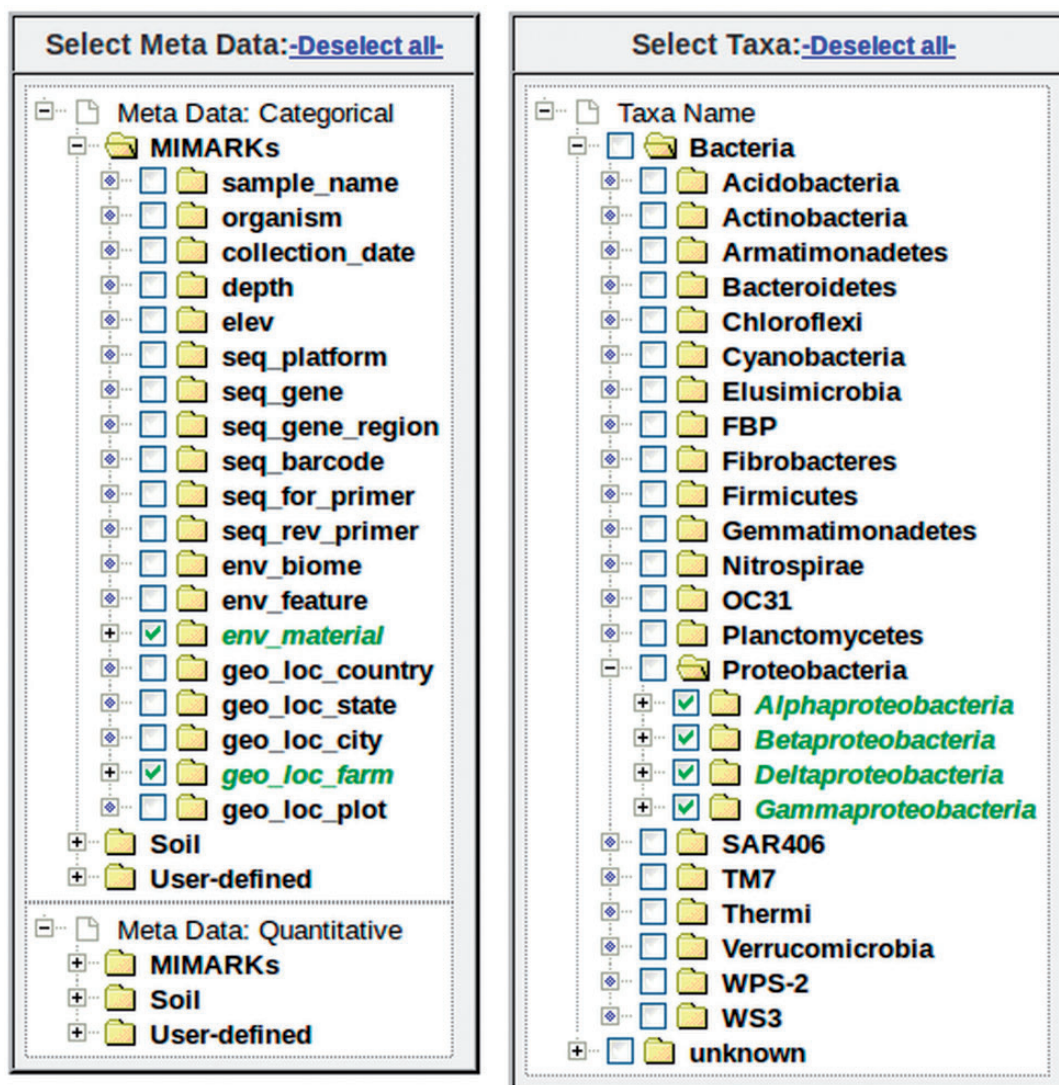 Select Meta Data:-Deselect all-
Meta Data: Categorical
MIMARKs
sample_name
organism
collection_date
depth
elev
seq_platform
seq_gene
seq_gene_region
seq_barcode
seq_for_primer
seq_rev_primer
env_biome
env_feature
env_material
geo_loc_country
geo_loc_state
geo_loc_city
geo_loc_farm
geo_loc_plot
Soil
User-defined
Meta Data: Quantitative
MIMARKs
Soil
User-defined
Select Taxa:-Deselect all-
Taxa Name
Bacteria
Acidobacteria
Actinobacteria
Armatimonadetes
Bacteroidetes
Chloroflexi
Cyanobacteria
Elusimicrobia
FBP
Fibrobacteres
Firmicutes
Gemmatimonadetes
Nitrospirae
OC31
Planctomycetes
Proteobacteria
Alphaproteobacteria
Betaproteobacteria
Deltaproteobacteria
Gammaproteobacteria
SAR406
TM7
Thermi
Verrucomicrobia
WPS-2
WS3
unknown